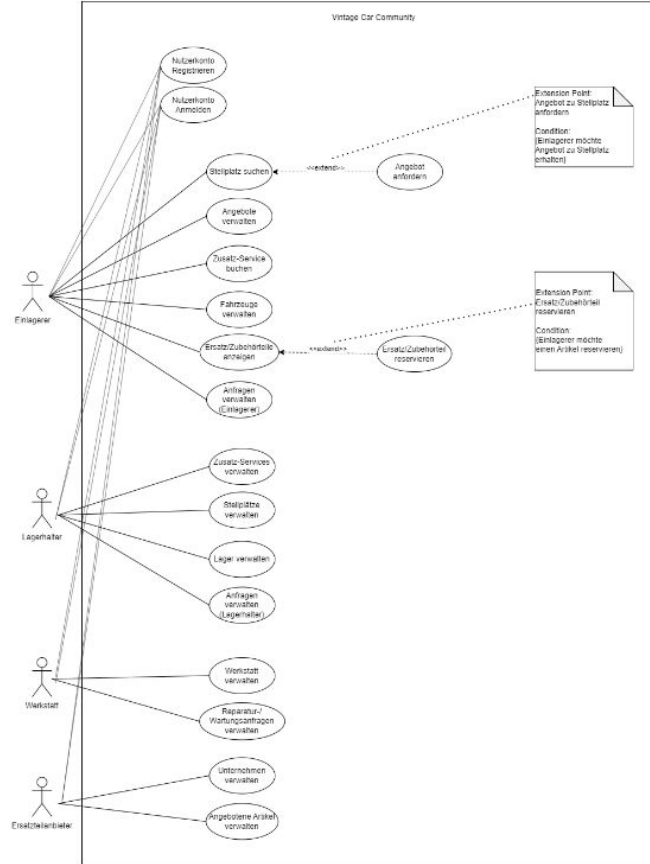 Vintage Car Community
Nutzerkonto
Registrieren
Nutzerkonto
Anmelden
Extension Point:
Angebot zu Stellplatz
anfordern
Condition:
{Einlagerer möchte
Angebot zu Stellplatz
erhalten}
Stellplatz suchen
<<extend>>
Angebot
anfordern
Angebote
verwalten
Zusatz-Service
buchen
Einlagerer
Fahrzeuge
verwalten
Extension Point:
Ersatz/Zubehörteil
reservieren
Condition:
{Einlagerer möchte
einen Artikel reservieren}
Ersatz/Zubehörteile
anzeigen
<<extend>>
Ersatz/Zubehörteil
reservieren
Anfragen
verwalten
(Einlagerer)
Zusatz-Services
verwalten
Stellplätze
verwalten
Lagerhalter
Lager verwalten
Anfragen
verwalten
(Lagerhalter)
Werkstatt
verwalten
Werkstatt
Reparatur-/
Wartungsanfragen
verwalten
Unternehmen
verwalten
Ersatzteilanbieter
Angebotene Artikel
verwalten